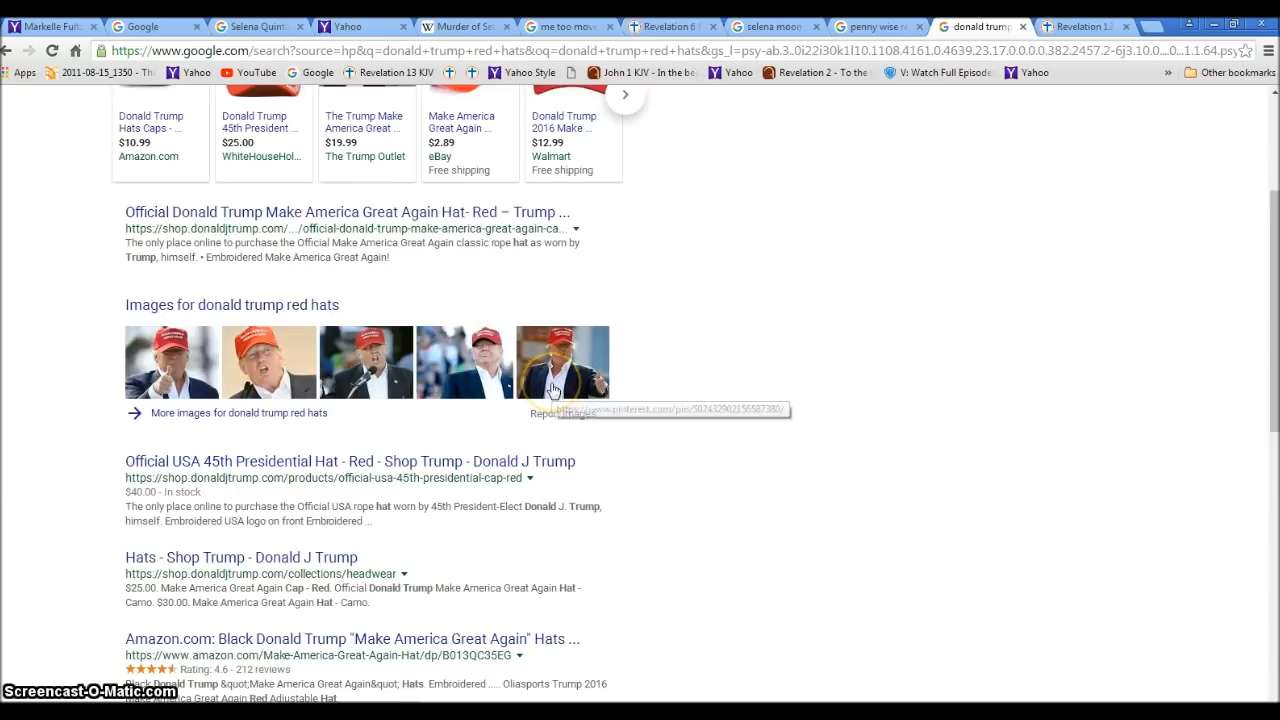 Markelle Fult
Google
Selena Quint
Yahoo
Murder of Sel
me too move
Revelation 6
selena moon
penny wise r
donald trump
Revelation 12
https://www.google.com/search?source=hp&q=donald+trump+red+hats&oq=donald+trump+red+hats&gs_l=psy-ab.3..0i22i30k1l10.1108.4161.0.4639.23.17.0.0.0.0.382.2457.2-6j3.10.0...0...1.1.64.psy
Apps
2011-08-15_1359
Th
Yahoo
YouTube
Google
Revelation 13 KJV
Yahoo Style
John 1 KJV - In the be
Yahoo
Revelation 2 - To the
V: Watch Full Episode
Yahoo
»
Other bookmarks
Donald Trump
Hats Caps - ...
$10.99
Amazon.com
Donald Trump
45th President ...
$25.00
WhiteHouseHol...
The Trump Make
America Great ...
$19.99
The Trump Outlet
Make America
Great Again ...
$2.89
eBay
Free shipping
Donald Trump
2016 Make ...
$12.99
Walmart
Free shipping
Official Donald Trump Make America Great Again Hat- Red – Trump ...
https://shop.donaldjtrump.com/.../official-donald-trump-make-america-great-again-ca...
The only place online to purchase the Official Make America Great Again classic rope hat as worn by
Trump, himself. • Embroidered Make America Great Again!
Images for donald trump red hats
More images for donald trump red hats
Report images
https://www.pinterest.com/pin/507432902156587380/
Official USA 45th Presidential Hat - Red - Shop Trump - Donald J Trump
https://shop.donaldjtrump.com/products/official-usa-45th-presidential-cap-red
$40.00 - In stock
The only place online to purchase the Official USA rope hat worn by 45th President-Elect Donald J. Trump,
himself. Embroidered USA logo on front Embroidered ...
Hats - Shop Trump - Donald J Trump
https://shop.donaldjtrump.com/collections/headwear
$25.00. Make America Great Again Cap - Red. Official Donald Trump Make America Great Again Hat -
Camo. $30.00. Make America Great Again Hat - Camo.
Amazon.com: Black Donald Trump "Make America Great Again" Hats ...
https://www.amazon.com/Make-America-Great-Again-Hat/dp/B013QC35EG
Rating: 4.6 - 212 reviews
Black Donald Trump &quot;Make America Great Again&quot; Hats. Embroidered ..... Oliasports Trump 2016
Make America Great Again Red Adjustable Hat
Screencast-O-Matic.com